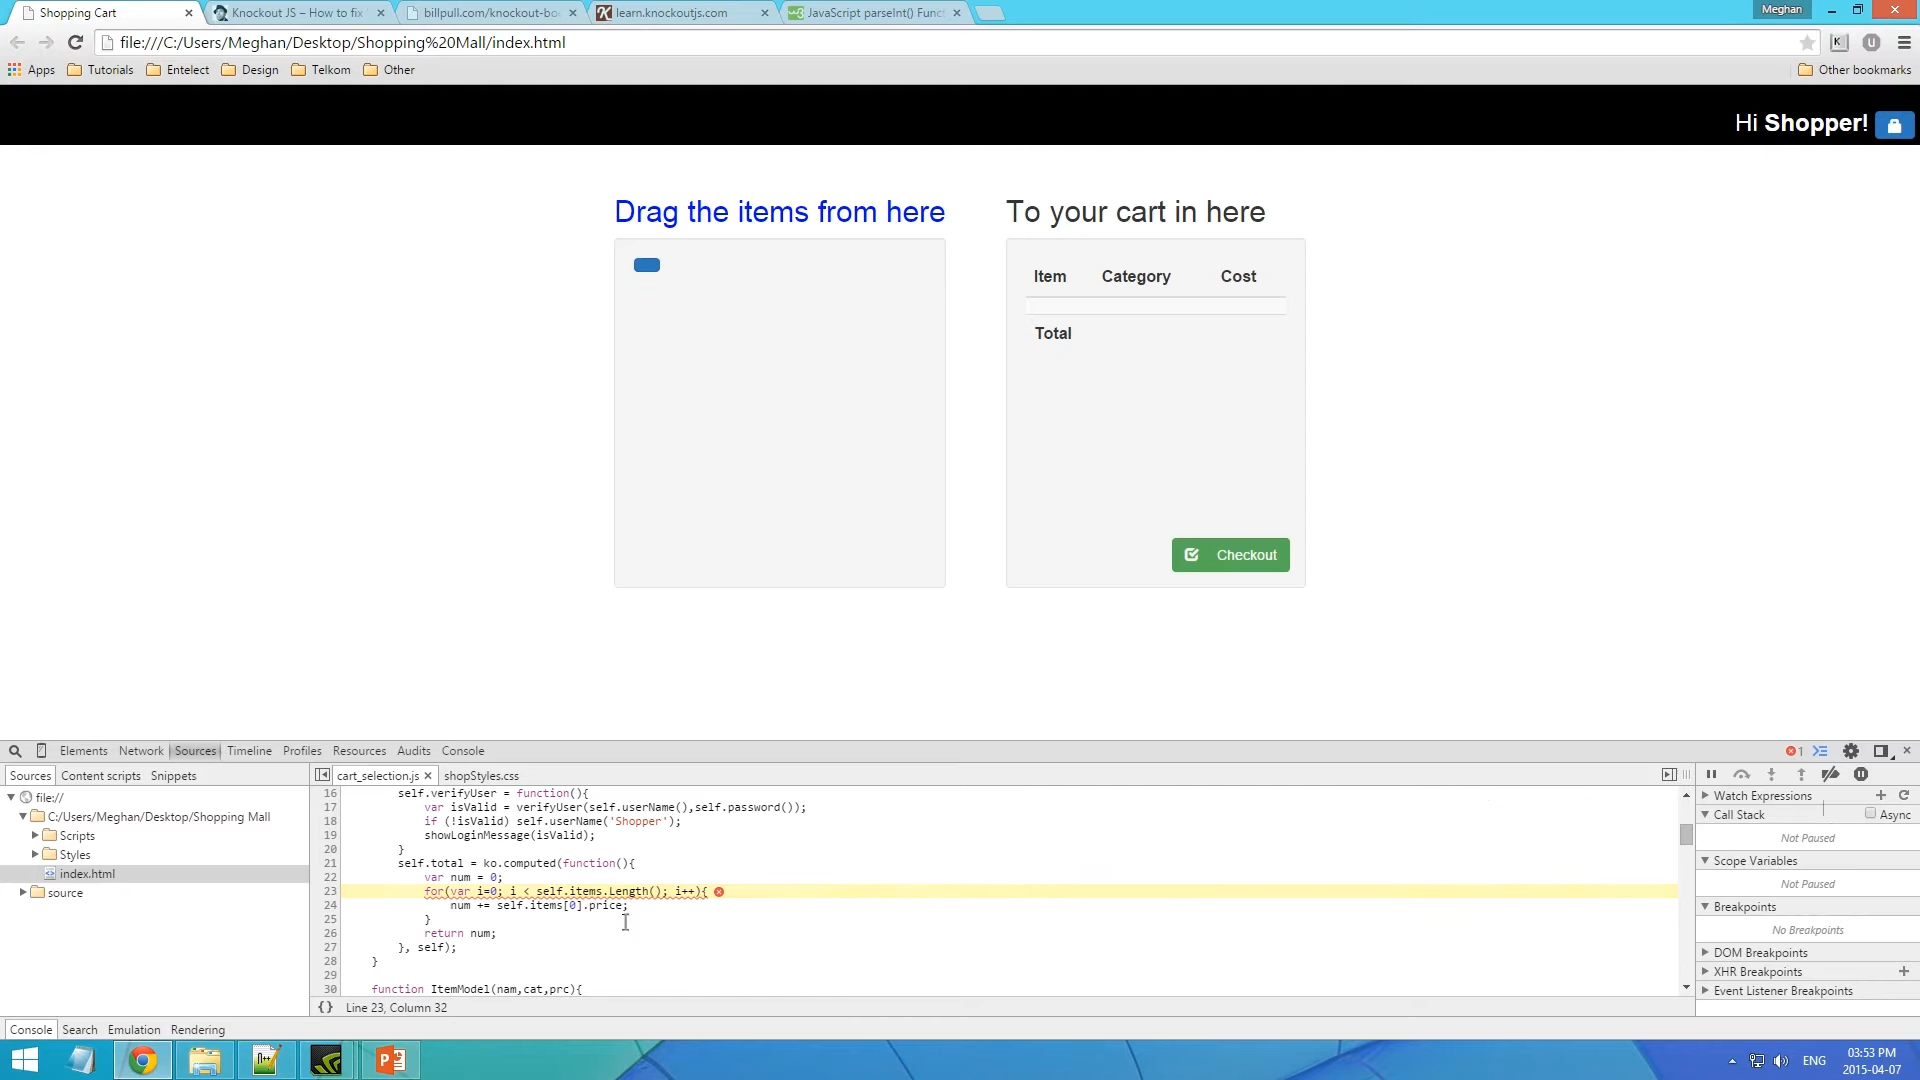 Shopping Cart
Knockout JS – How to fix
billpull.com/knockout-bo
learn.knockoutjs.com
JavaScript parseInt() Funct
Meghan
file:///C:/Users/Meghan/Desktop/Shopping%20Mall/index.html
Apps Tutorials Entelect Design Telkom Other Other bookmarks
Hi Shopper!
Drag the items from here
To your cart in here
Item Category Cost
Total
Checkout
Elements Network Sources Timeline Profiles Resources Audits Console
1
Sources Content scripts Snippets
cart_selection.js
shopStyles.css
file://
C:/Users/Meghan/Desktop/Shopping Mall
Scripts
Styles
index.html
source
16 self.verifyUser = function(){
17 var isValid = verifyUser(self.userName(),self.password());
18 if (!isValid) self.userName('Shopper');
19 showLoginMessage(isValid);
20 }
21 self.total = ko.computed(function(){
22 var num = 0;
23 for(var i=0; i < self.items.Length(); i++){
24 num += self.items[0].price;
25 }
26 return num;
27 }, self);
28 }
29
30 function ItemModel(nam,cat,prc){
{} Line 23, Column 32
Watch Expressions
Call Stack Async
Not Paused
Scope Variables
Not Paused
Breakpoints
No Breakpoints
DOM Breakpoints
XHR Breakpoints
Event Listener Breakpoints
Console Search Emulation Rendering
ENG
03:53 PM
2015-04-07